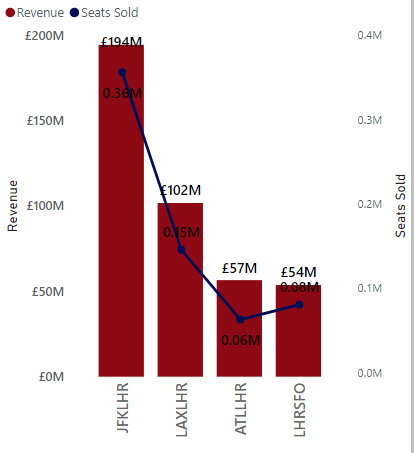 Revenue Seats Sold
£200M
£150M
£100M
£50M
£0M
Revenue
£194M
0.36M
£102M
0.15M
£57M
0.06M
£54M
0.08M
0.4M
0.3M
0.2M
0.1M
0.0M
Seats Sold
JFKLHR
LAXLHR
ATLLHR
LHRSFO